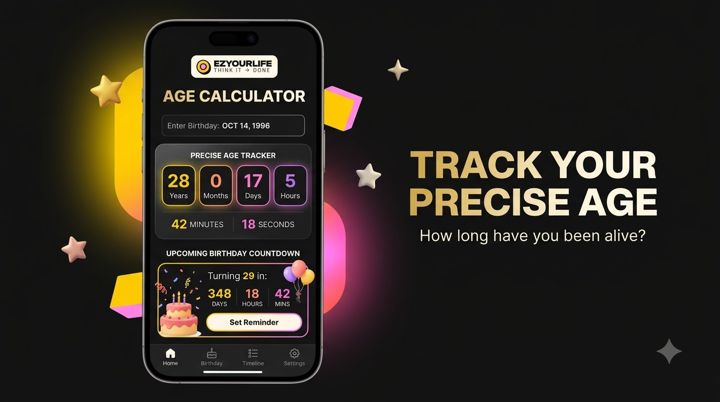 EZYOURLIFE
THINK IT → DONE
AGE CALCULATOR
Enter Birthday: OCT 14, 1996
PRECISE AGE TRACKER
28 0 17 5
Years Months Days Hours
42 MINUTES 18 SECONDS
UPCOMING BIRTHDAY COUNTDOWN
Turning 29 in:
348 18 42
DAYS HOURS MINS
Set Reminder
Home Birthday Timeline Settings
TRACK YOUR
PRECISE AGE
How long have you been alive?